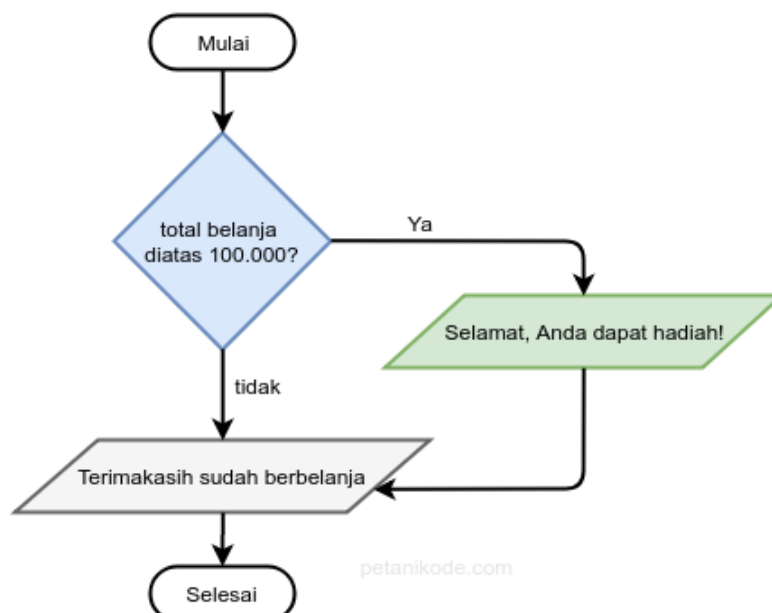 Mulai
total belanja
diatas 100.000?
Ya
Selamat, Anda dapat hadiah!
tidak
Terimakasih sudah berbelanja
petanikode.com
Selesai